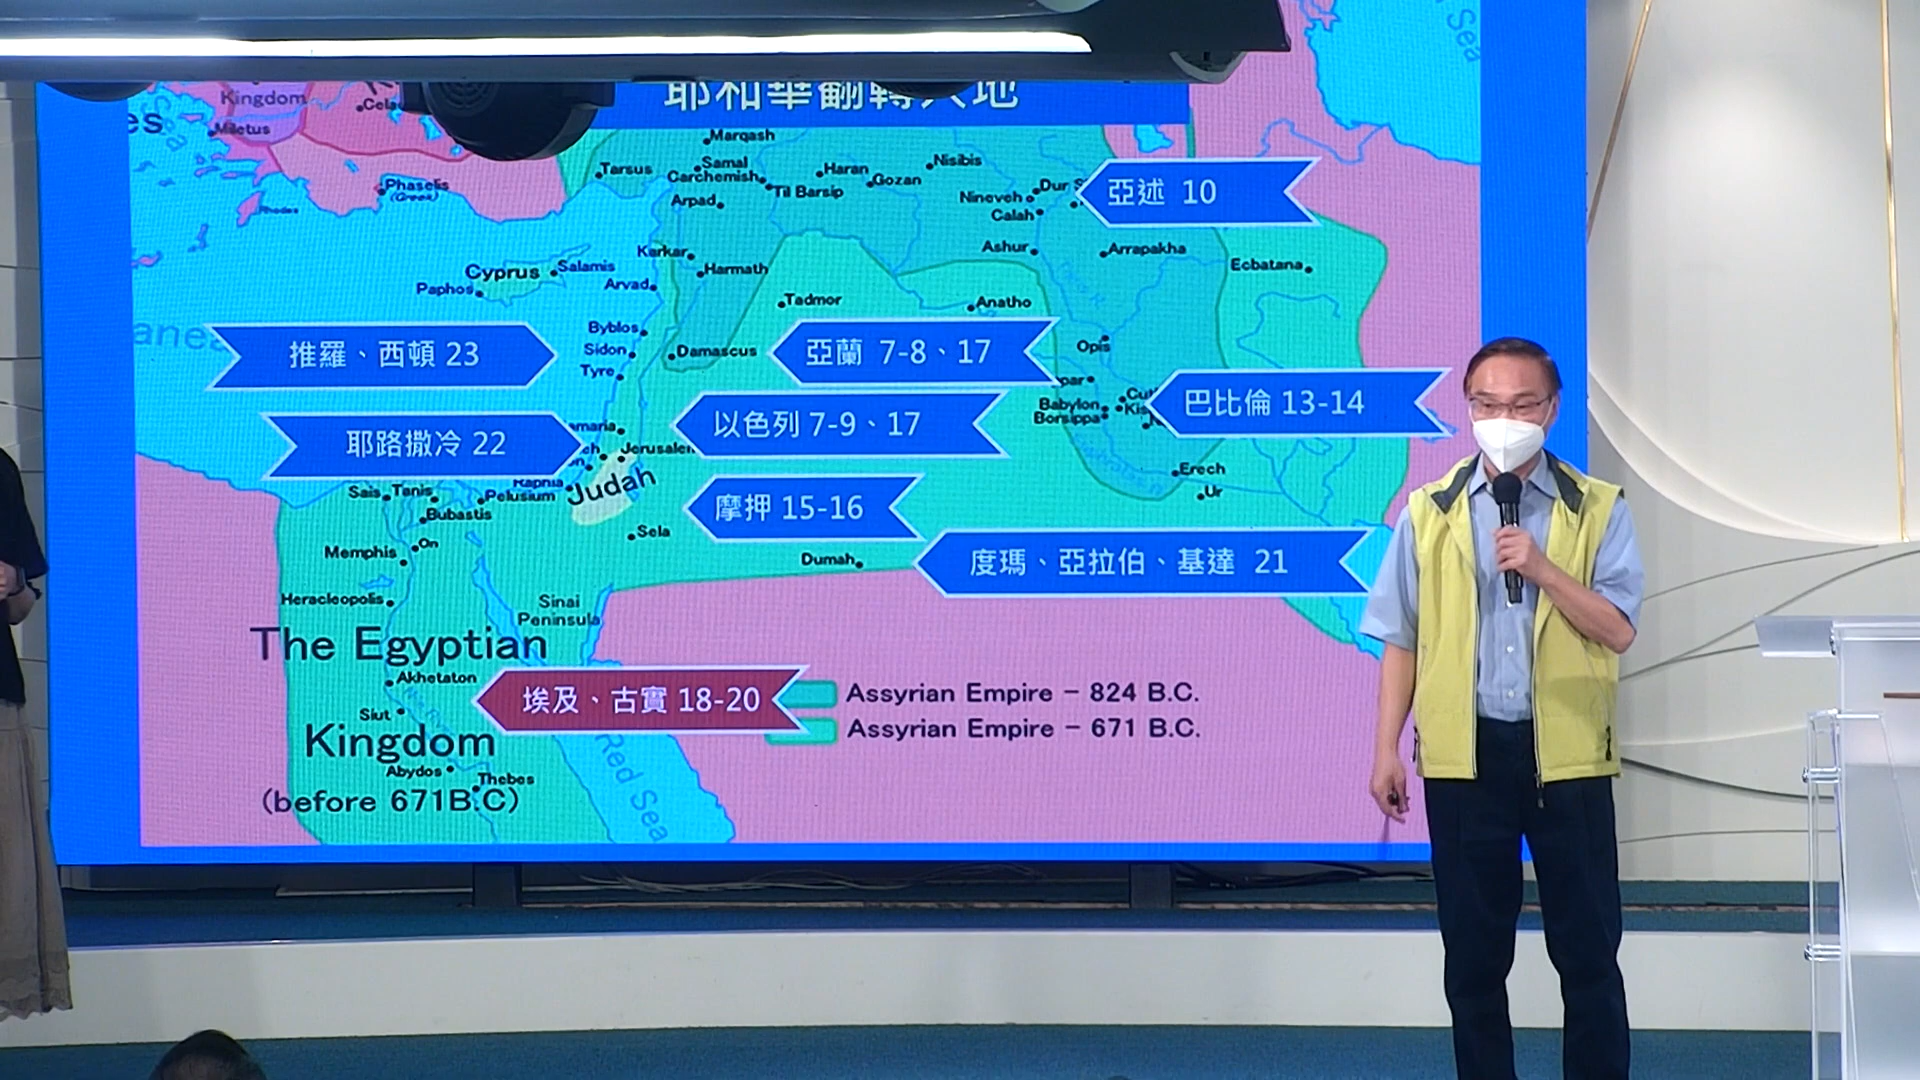 耶和華翻轉大地
Kingdom
Miletus
Phaselis
(Greek)
Rhodes
Marqash
Tarsus
Samal
Carchemish
Til Barsip
Haran
Gozan
Nisibis
Arpad
Nineveh
Dur
Calah
亞述 10
Karkar
Harmath
Ashur
Arrapakha
Ecbatana
Cyprus
Salamis
Paphos
Arvad
Tadmor
Anatho
Byblos
Sidon
Tyre
Damascus
Opis
推羅、西頓 23
亞蘭 7-8、17
巴比倫 13-14
Babylon
Borsippa
耶路撒冷 22
以色列 7-9、17
Judah
Erech
Ur
Sais
Tanis
Raphia
Pelusium
Bubastis
摩押 15-16
Sela
Memphis
On
Dumah
度瑪、亞拉伯、基達 21
Heracleopolis
Sinai
Peninsula
The Egyptian
Akhetaton
埃及、古實 18-20
Assyrian Empire - 824 B.C.
Siut
Assyrian Empire - 671 B.C.
Kingdom
Abydos
Thebes
(before 671B.C)
Red Sea
Sea